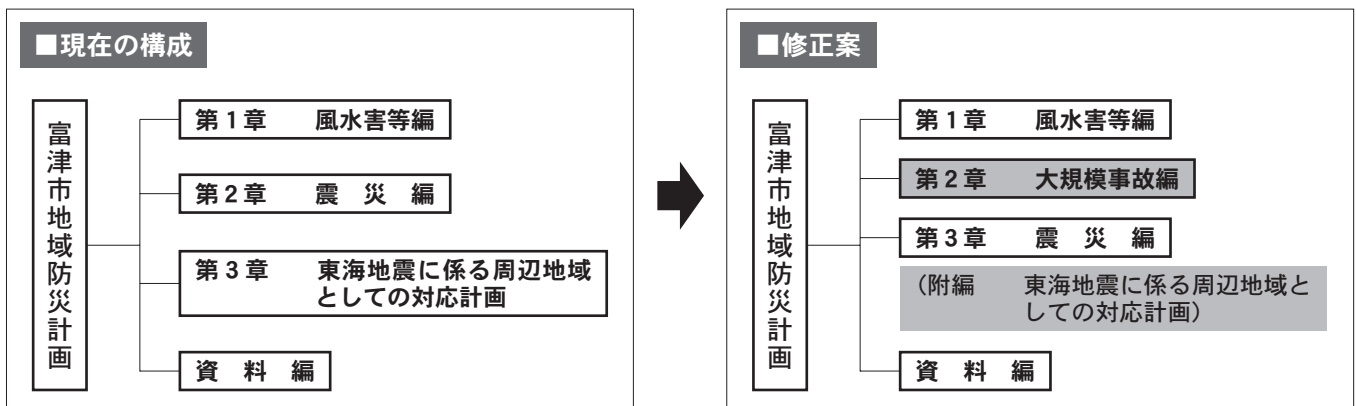 ■現在の構成
富津市地域防災計画
第1章 風水害等編
第2章 震災編
第3章 東海地震に係る周辺地域
としての対応計画
資料編
■修正案
富津市地域防災計画
第1章 風水害等編
第2章 大規模事故編
第3章 震災編
(附編 東海地震に係る周辺地域と
しての対応計画)
資料編